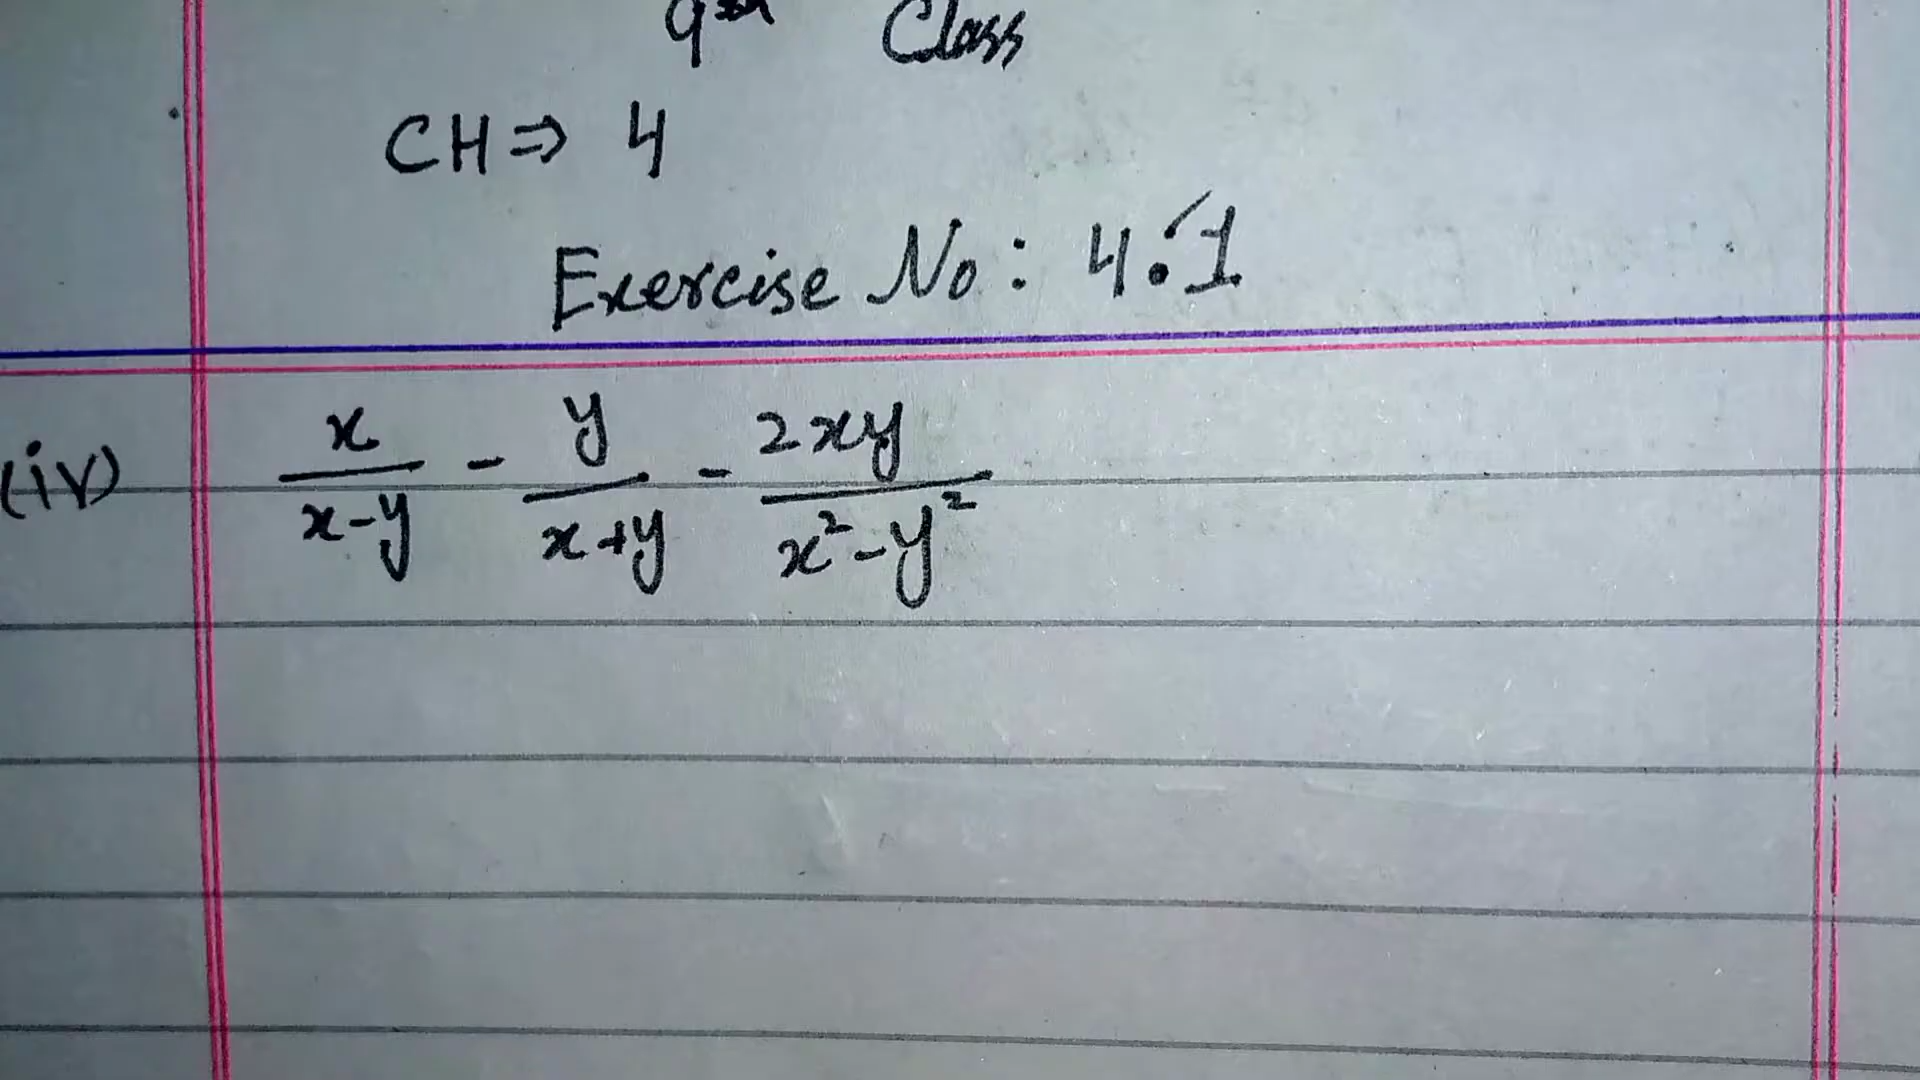 9th Class
CH ⇒ 4
Exercise No: 4.1
(iv) x/(x-y) - y/(x+y) - 2xy/(x²-y²)